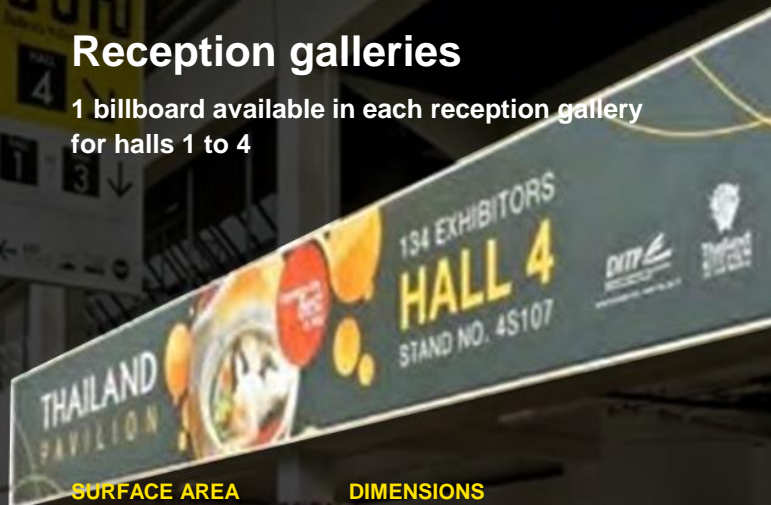 Reception galleries
1 billboard available in each reception gallery
for halls 1 to 4
HALL
4
1
3
134 EXHIBITORS
HALL 4
STAND NO. 4S107
DITP
Thailand
THAILAND
PAVILION
SURFACE AREA
DIMENSIONS